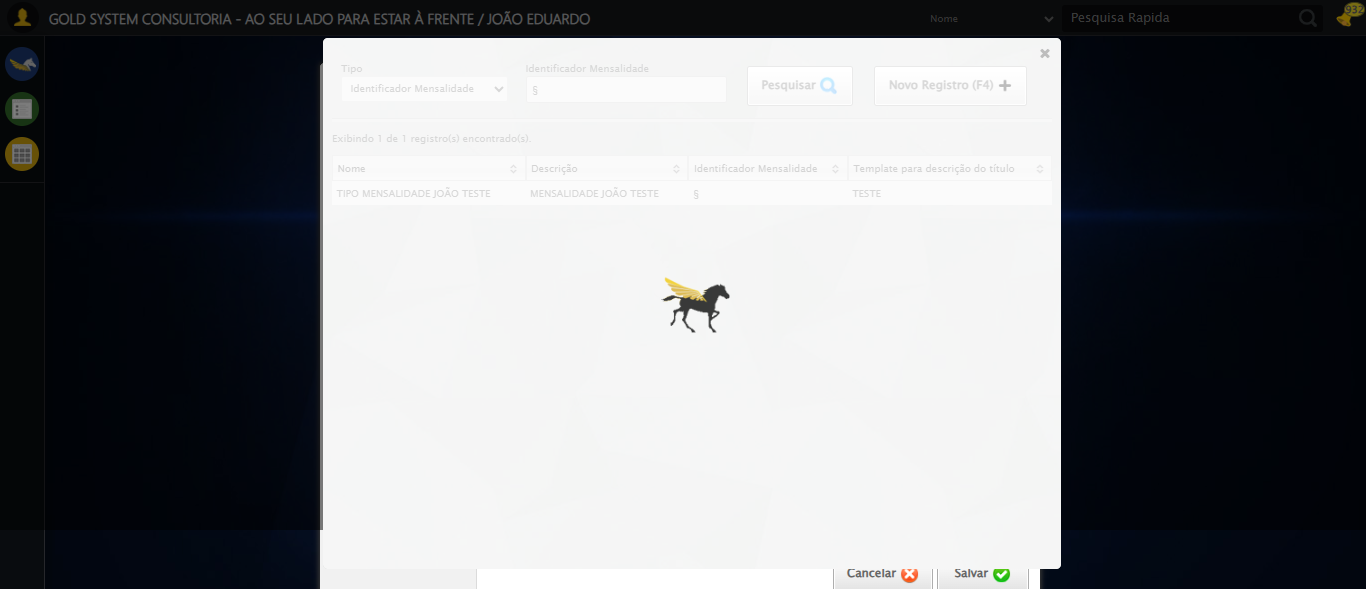 GOLD SYSTEM CONSULTORIA - AO SEU LADO PARA ESTAR À FRENTE / JOÃO EDUARDO
Nome
Pesquisa Rapida
932
Tipo
Identificador Mensalidade
Identificador Mensalidade
§
Pesquisar
Novo Registro (F4)
Exibindo 1 de 1 registro(s) encontrado(s).
Nome Descrição Identificador Mensalidade Template para descrição do título
TIPO MENSALIDADE JOÃO TESTE MENSALIDADE JOÃO TESTE § TESTE
Cancelar
Salvar